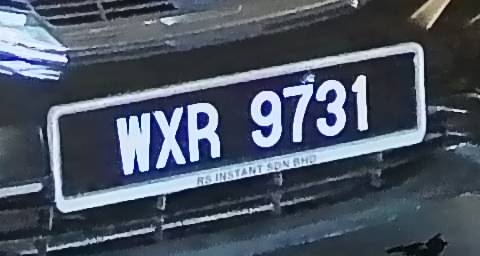 WXR 9731
RS INSTANT SDN BHD